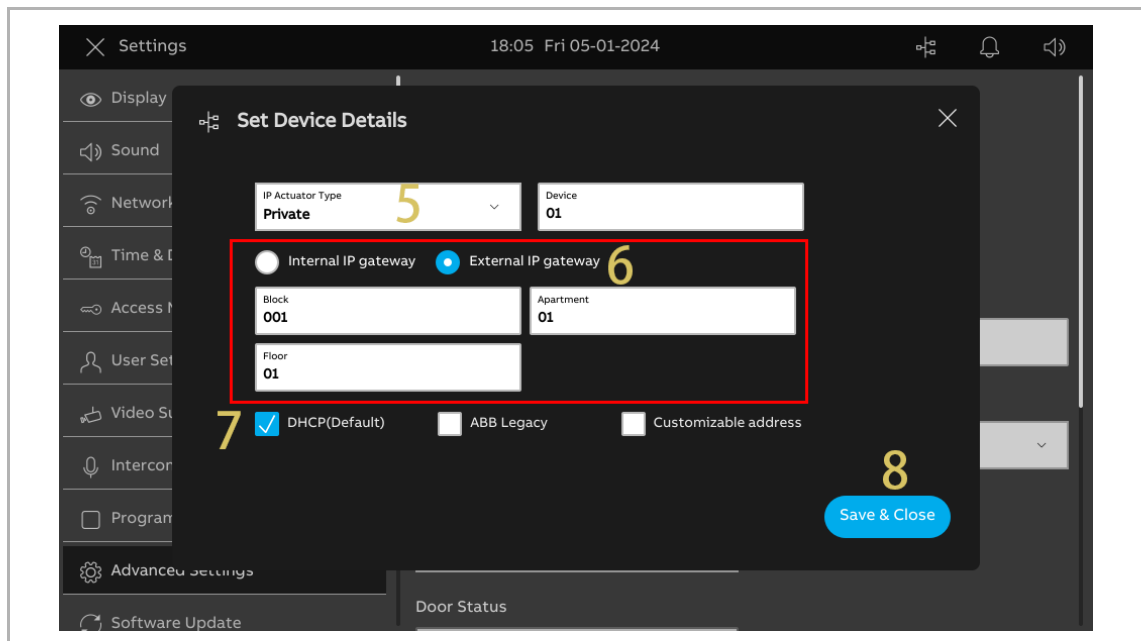 Settings
18:05 Fri 05-01-2024
Display
Sound
Network
Time &
Access
User Set
Video Su
Intercom
Program
Advanced Settings
Software Update
Set Device Details
IP Actuator Type
Private
5
Device
01
Internal IP gateway
External IP gateway
6
Block
001
Apartment
01
Floor
01
7
DHCP(Default)
ABB Legacy
Customizable address
8
Save & Close
Door Status